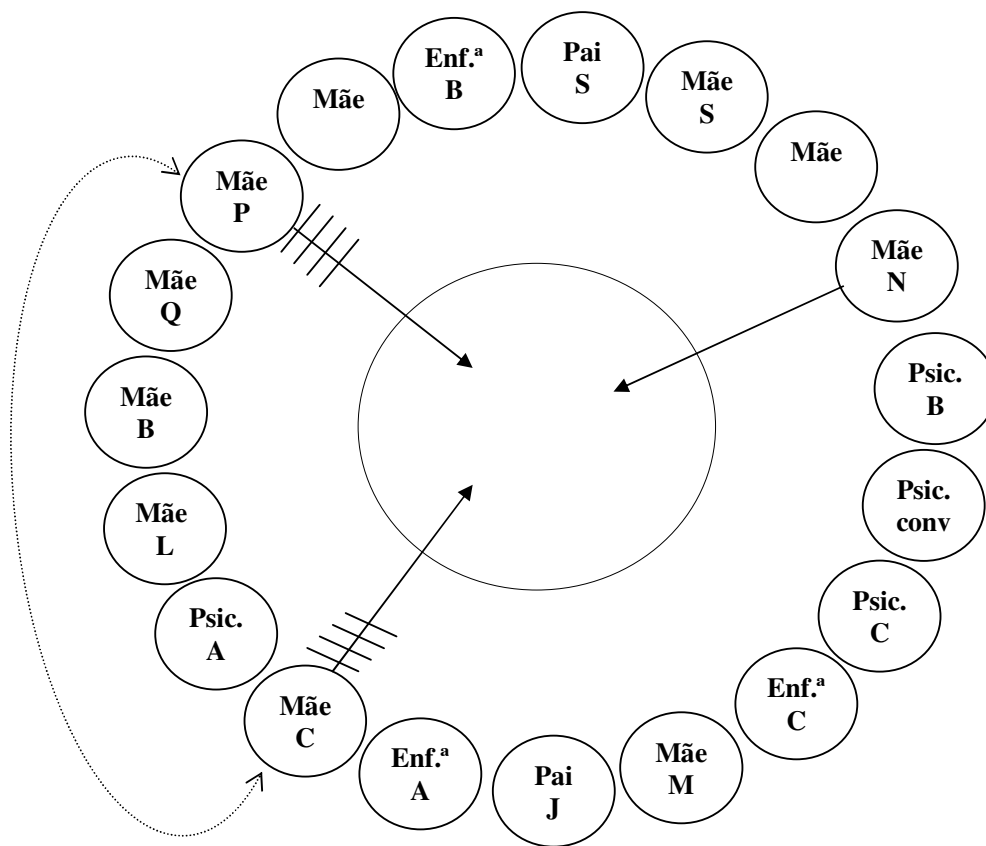 Enf.ª
B
Pai
S
Mãe
S
Mãe
Mãe
N
Psic.
B
Psic.
conv
Psic.
C
Enf.ª
C
Mãe
M
Pai
J
Enf.ª
A
Mãe
C
Psic.
A
Mãe
L
Mãe
B
Mãe
Q
Mãe
P
Mãe